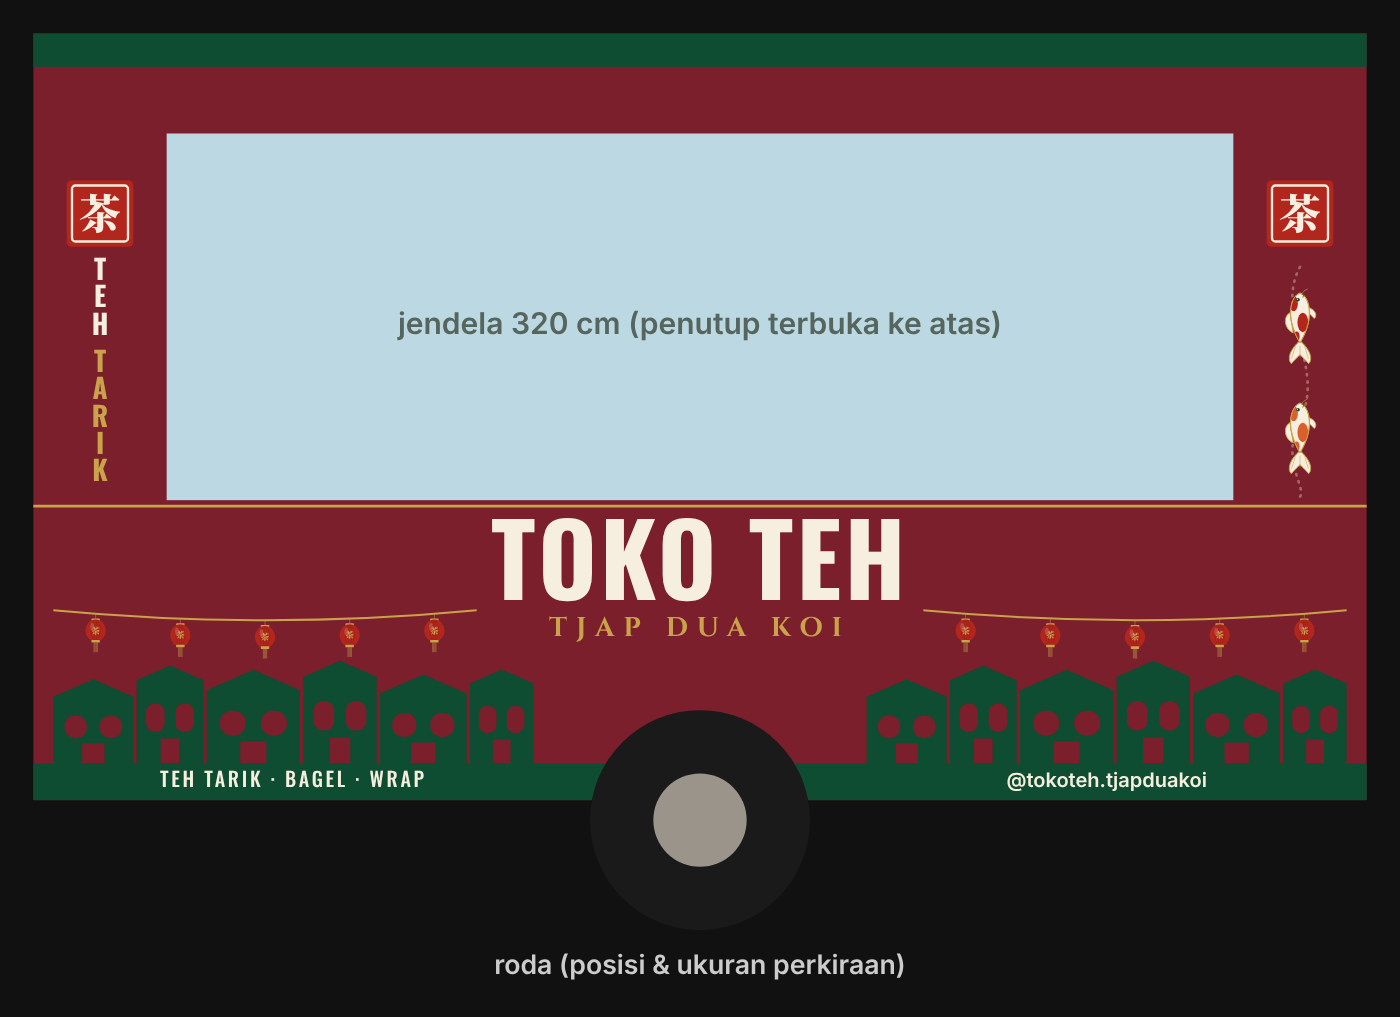 茶
TEH TARIK
jendela 320 cm (penutup terbuka ke atas)
茶
TOKO TEH
TJAP DUA KOI
TEH TARIK · BAGEL · WRAP
@tokoteh.tjapduakoi
roda (posisi & ukuran perkiraan)